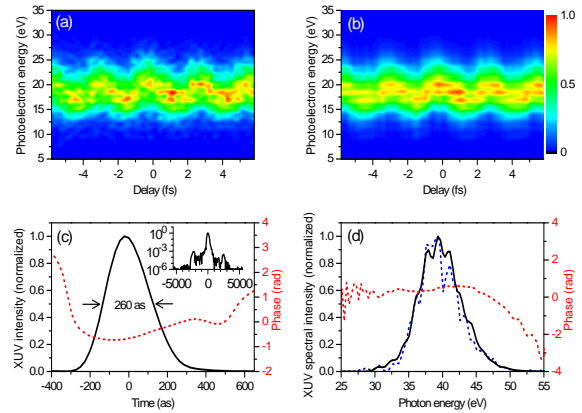 (a)
(b)
Photoelectron energy (eV)
35
30
25
20
15
10
5
-4 -2 0 2 4
Delay (fs)
Photoelectron energy (eV)
35
30
25
20
15
10
5
-4 -2 0 2 4
Delay (fs)
1.0
0.5
0
(c)
XUV intensity (normalized)
1.0
0.8
0.6
0.4
0.2
0.0
-400 -200 0 200 400 600
Time (as)
260 as
10⁰
10⁻³
10⁻⁶
-5000 0 5000
4
3
2
1
0
-1
-2
Phase (rad)
(d)
XUV spectral intensity (normalized)
1.0
0.8
0.6
0.4
0.2
0.0
25 30 35 40 45 50 55
Photon energy (eV)
4
2
0
-2
-4
Phase (rad)